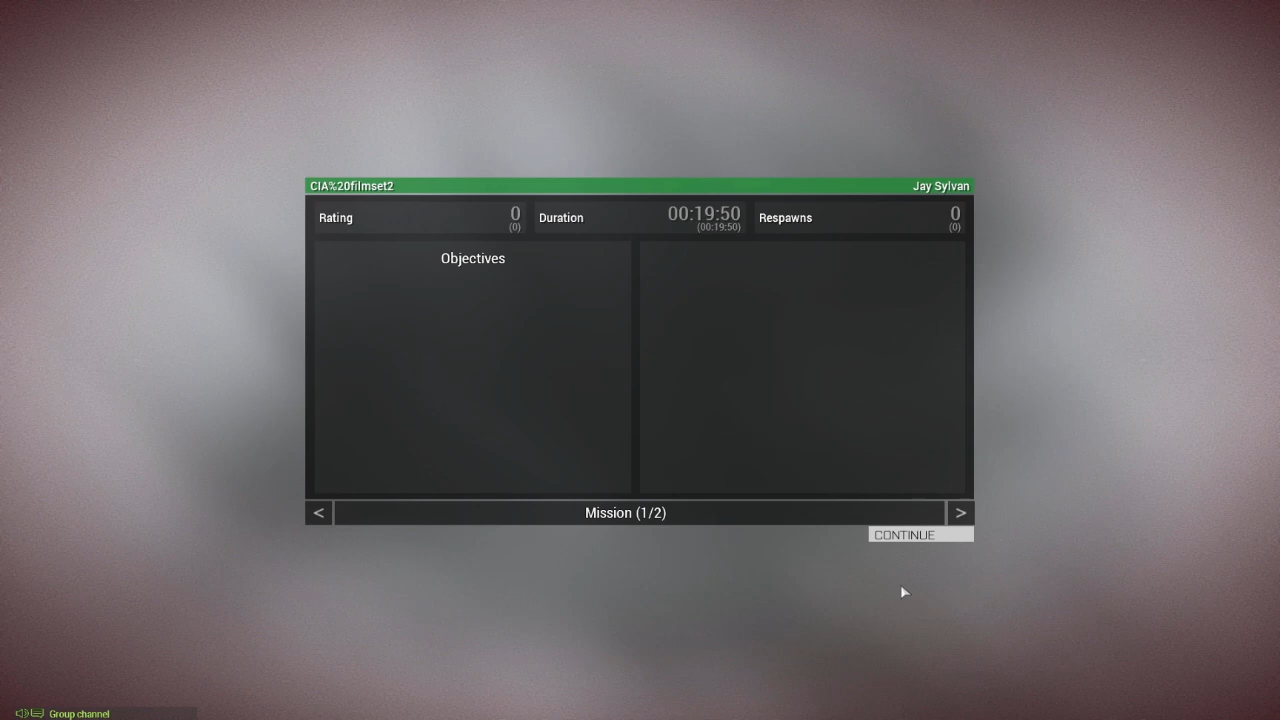 CIA%20filmset2 Jay Sylvan
Rating 0 Duration 00:19:50 Respawns 0
(0) (00:19:50) (0)
Objectives
< Mission (1/2) >
CONTINUE
Group channel